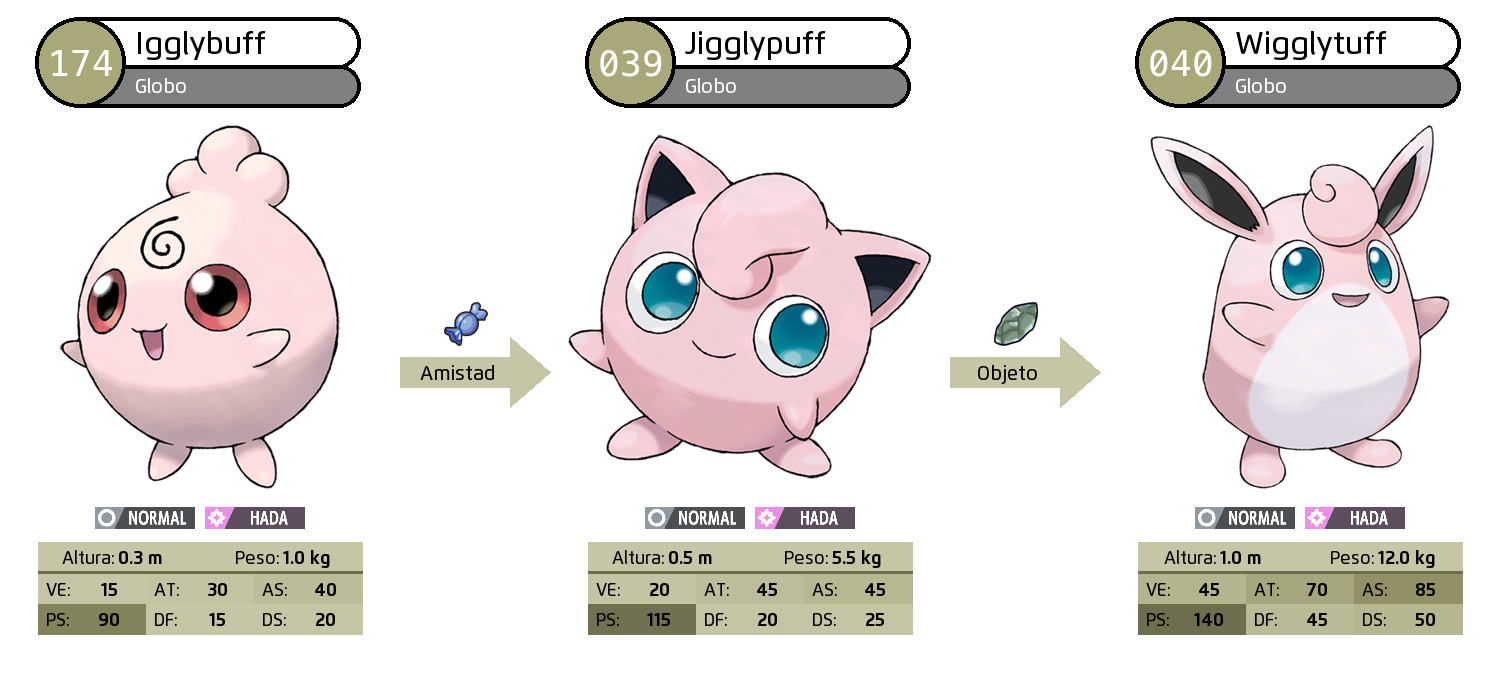 174 Igglybuff
Globo
039 Jigglypuff
Globo
040 Wigglytuff
Globo
Amistad
Objeto
NORMAL HADA
Altura: 0.3 m Peso: 1.0 kg
VE: 15 AT: 30 AS: 40
PS: 90 DF: 15 DS: 20
NORMAL HADA
Altura: 0.5 m Peso: 5.5 kg
VE: 20 AT: 45 AS: 45
PS: 115 DF: 20 DS: 25
NORMAL HADA
Altura: 1.0 m Peso: 12.0 kg
VE: 45 AT: 70 AS: 85
PS: 140 DF: 45 DS: 50